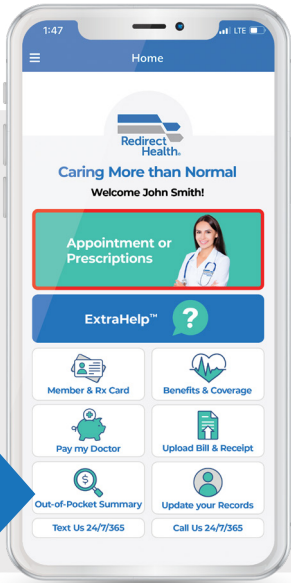 1:47
LTE
Home
Redirect
Health®
Caring More than Normal
Welcome John Smith!
Appointment or
Prescriptions
ExtraHelp™ ?
Member & Rx Card
Benefits & Coverage
Pay my Doctor
Upload Bill & Receipt
$
Out-of-Pocket Summary
Update your Records
Text Us 24/7/365
Call Us 24/7/365